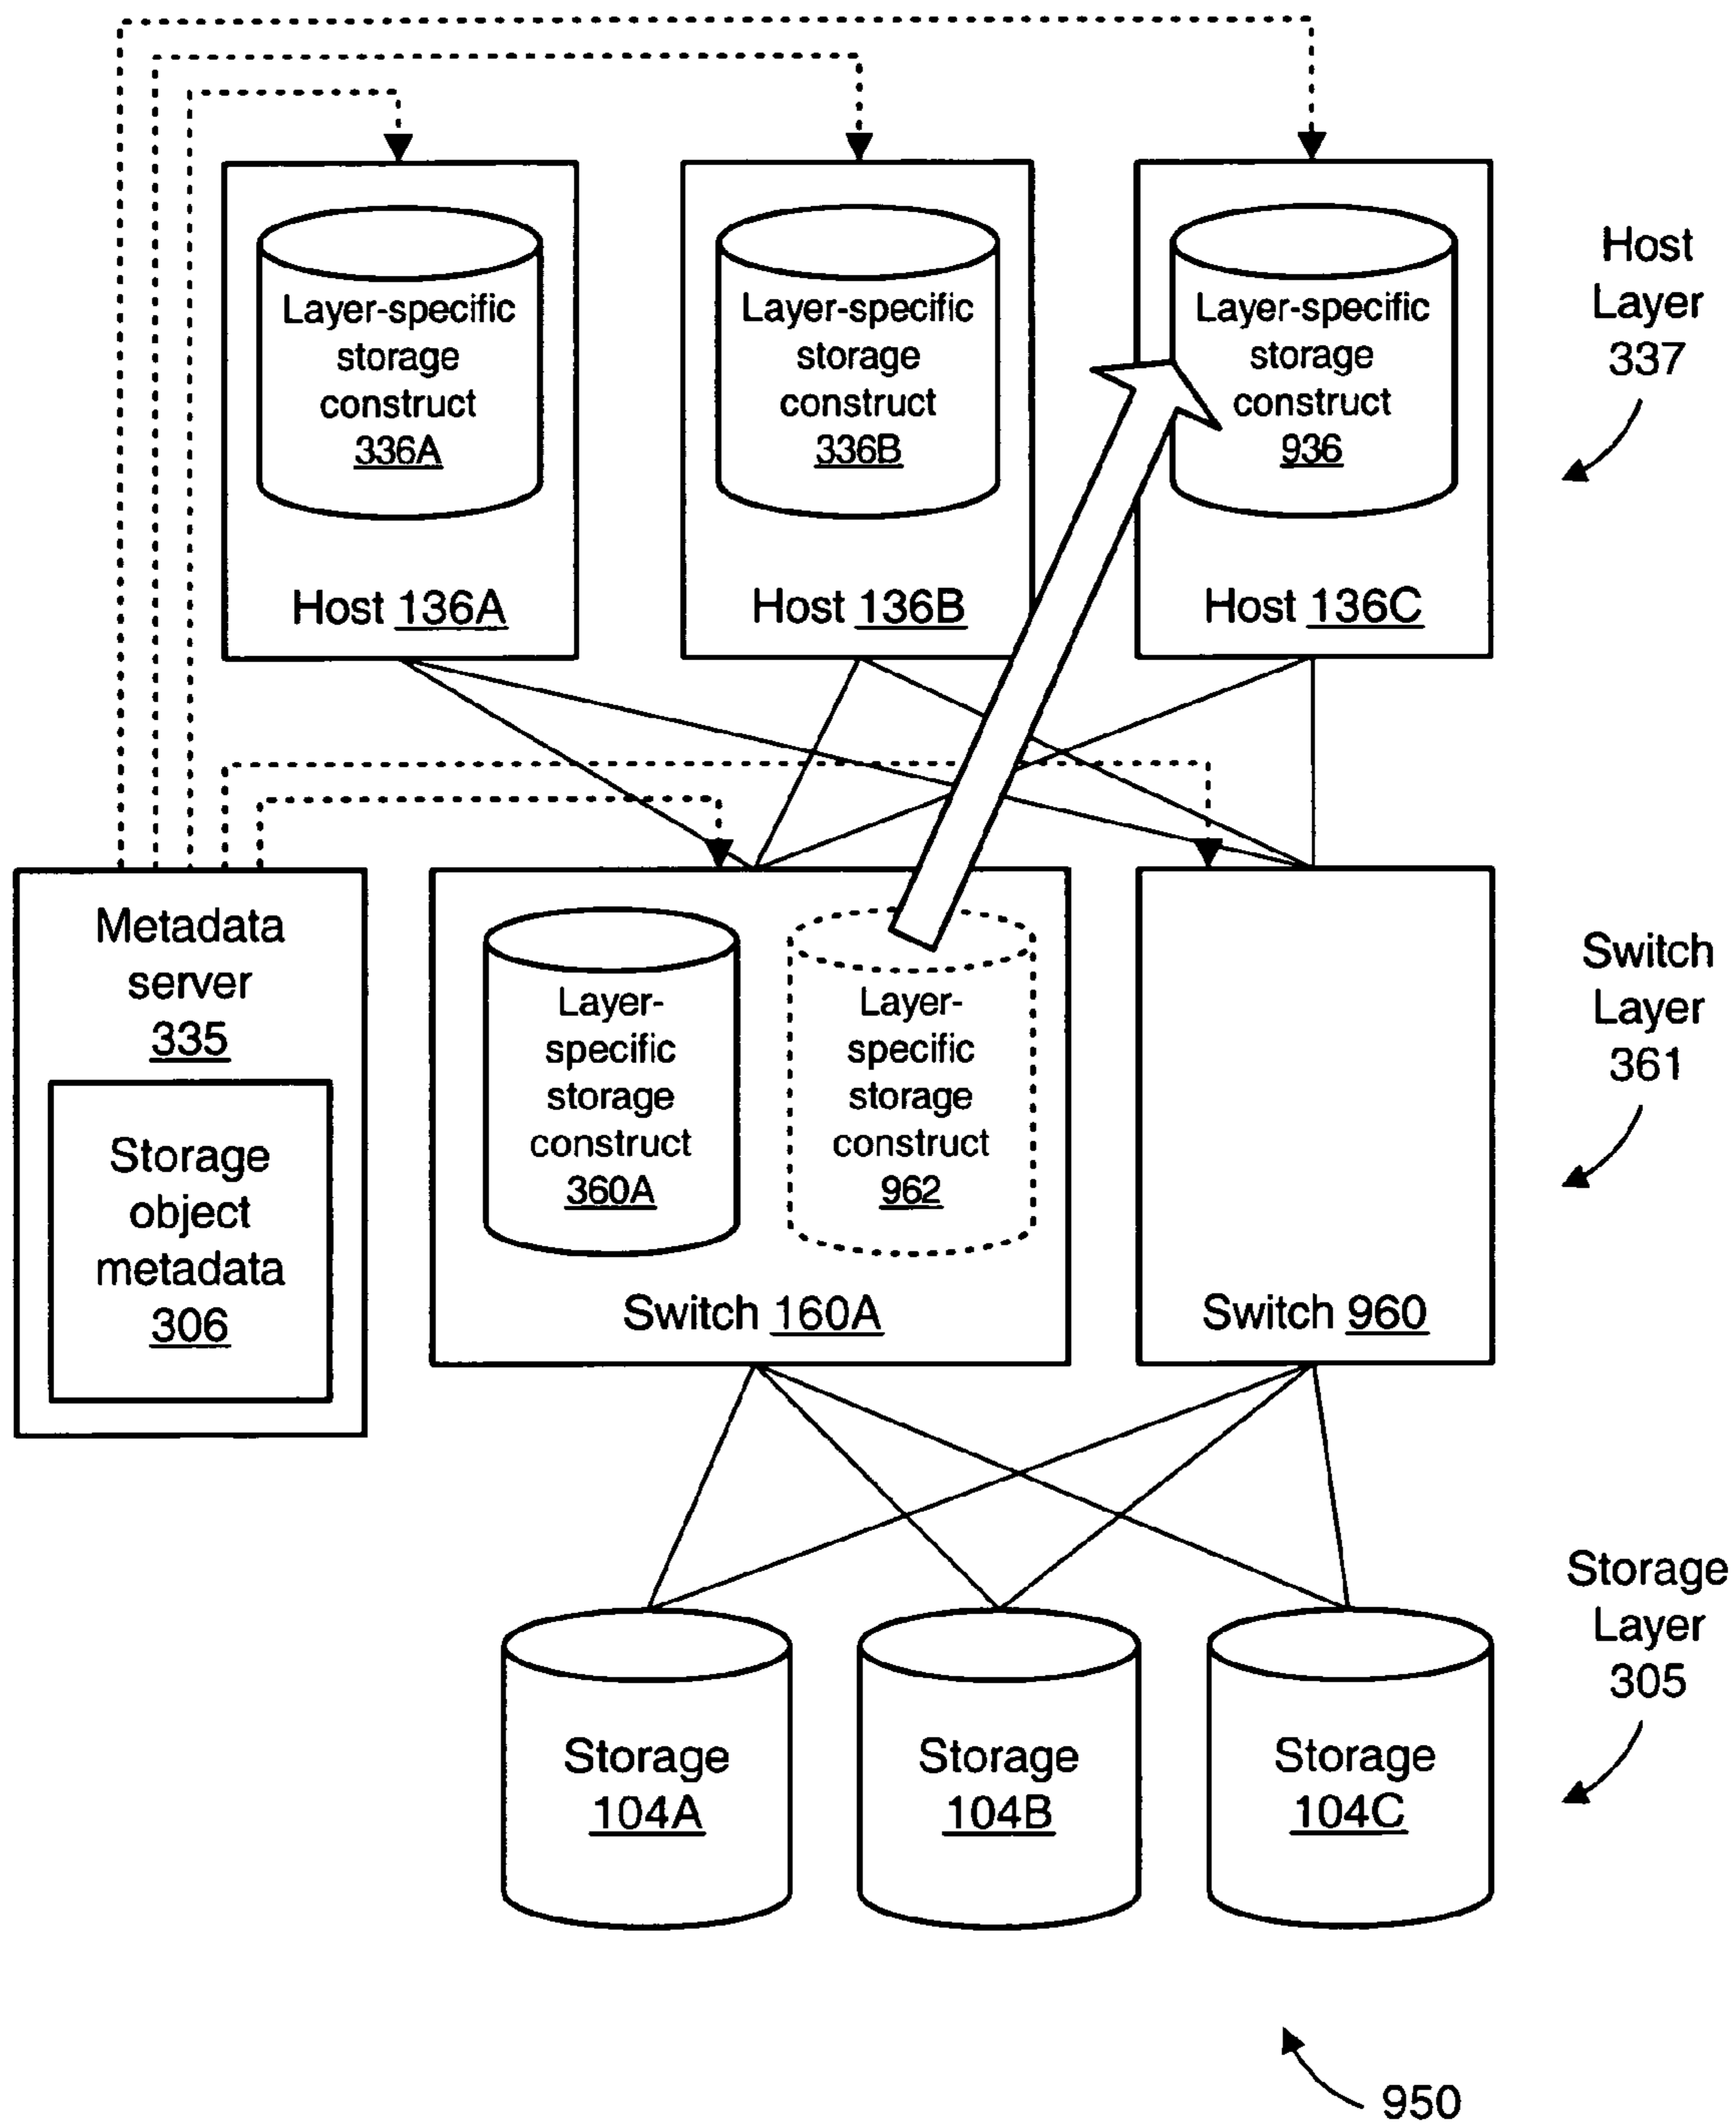 Layer-specific
storage
construct
336A
Host 136A
Layer-specific
storage
construct
336B
Host 136B
Layer-specific
storage
construct
936
Host 136C
Host
Layer
337
Metadata
server
335
Storage
object
metadata
306
Layer-
specific
storage
construct
360A
Layer-
specific
storage
construct
962
Switch 160A
Switch 960
Switch
Layer
361
Storage
104A
Storage
104B
Storage
104C
Storage
Layer
305
950